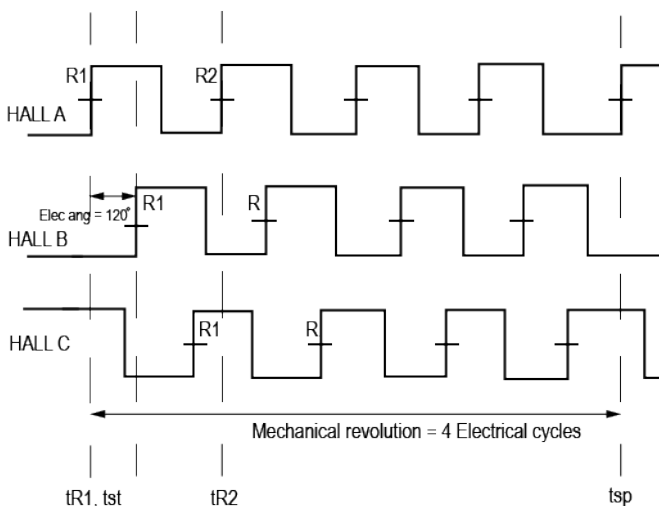 R1
R2
HALL A
R1
R
Elec ang = 120°
HALL B
R1
R
HALL C
Mechanical revolution = 4 Electrical cycles
tR1, tst
tR2
tsp